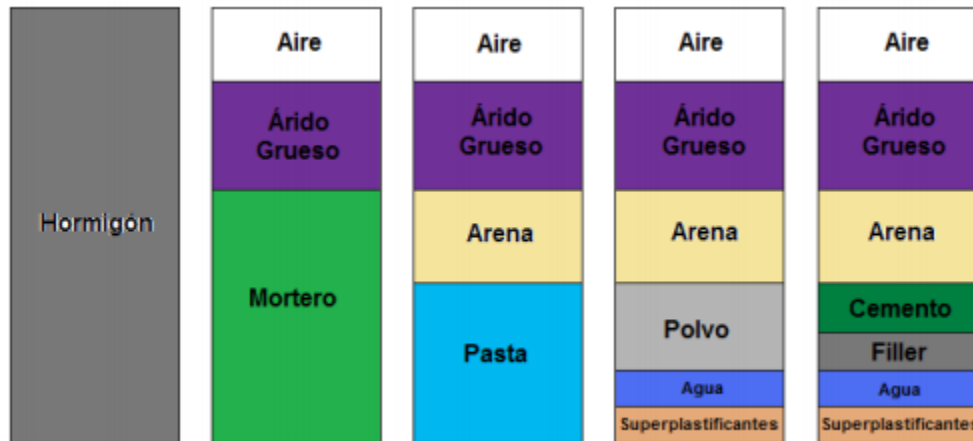 Hormigón
Aire
Árido
Grueso
Mortero
Aire
Árido
Grueso
Arena
Pasta
Aire
Árido
Grueso
Arena
Polvo
Agua
Superplastificantes
Aire
Árido
Grueso
Arena
Cemento
Filler
Agua
Superplastificantes